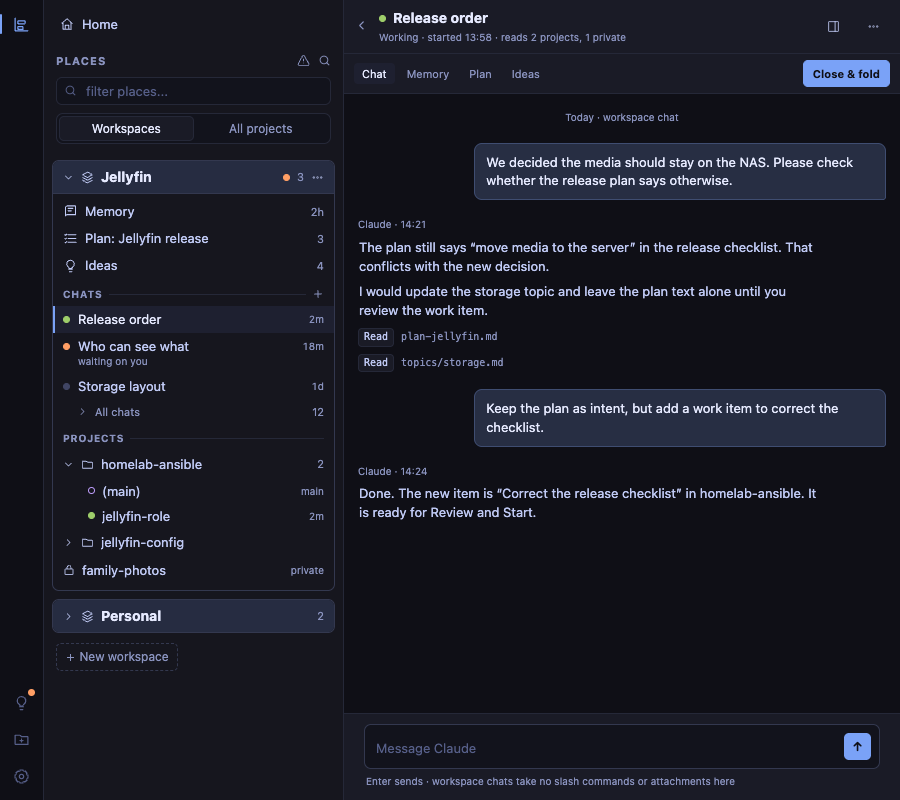 Home
PLACES
filter places...
Workspaces
All projects
Jellyfin
3
Memory
2h
Plan: Jellyfin release
3
Ideas
4
CHATS
Release order
2m
Who can see what
18m
waiting on you
Storage layout
1d
All chats
12
PROJECTS
homelab-ansible
2
(main)
main
jellyfin-role
2m
jellyfin-config
family-photos
private
Personal
2
+ New workspace
Release order
Working · started 13:58 · reads 2 projects, 1 private
Chat
Memory
Plan
Ideas
Close & fold
Today · workspace chat
We decided the media should stay on the NAS. Please check
whether the release plan says otherwise.
Claude · 14:21
The plan still says “move media to the server” in the release checklist. That
conflicts with the new decision.
I would update the storage topic and leave the plan text alone until you
review the work item.
Read plan-jellyfin.md
Read topics/storage.md
Keep the plan as intent, but add a work item to correct the
checklist.
Claude · 14:24
Done. The new item is “Correct the release checklist” in homelab-ansible. It
is ready for Review and Start.
Message Claude
Enter sends · workspace chats take no slash commands or attachments here